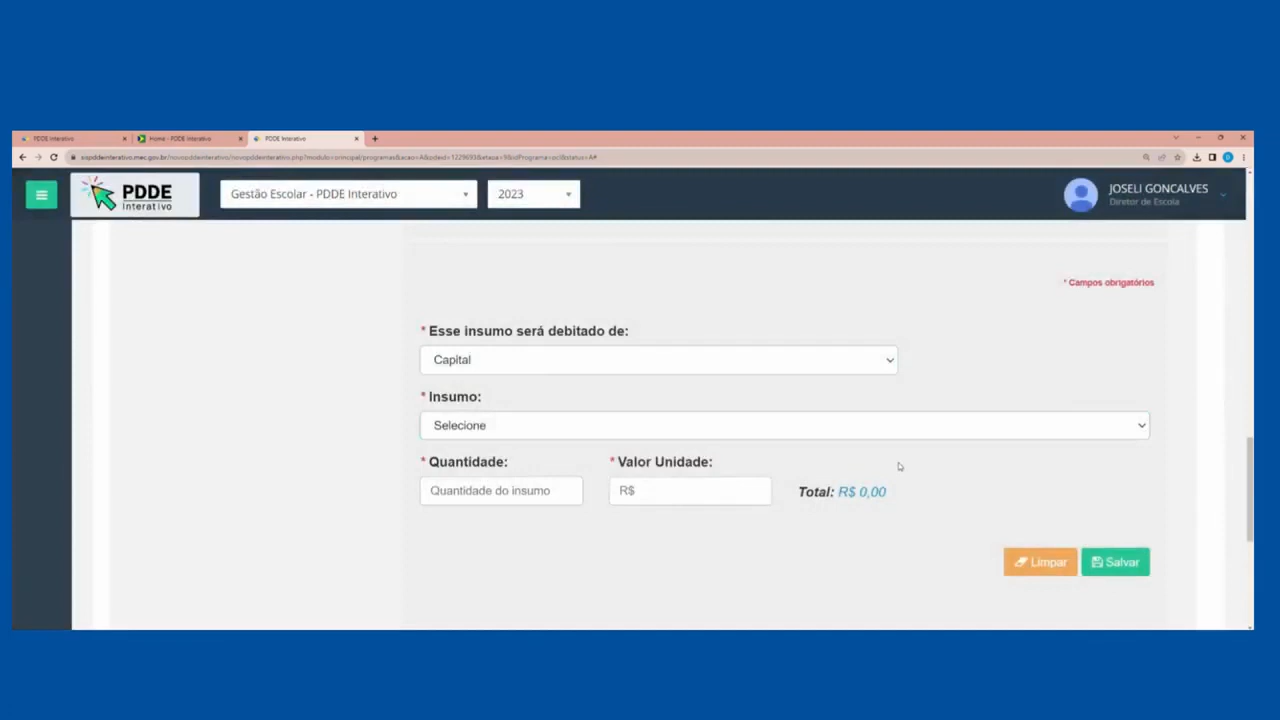 PDDE Interativo
Home - PDDE Interativo
PDDE Interativo
PDDE
Interativo
Gestão Escolar - PDDE Interativo
2023
JOSELI GONCALVES
Diretor de Escola
* Campos obrigatórios
* Esse insumo será debitado de:
Capital
* Insumo:
Selecione
* Quantidade:
* Valor Unidade:
Quantidade do insumo
R$
Total: R$ 0,00
Limpar
Salvar